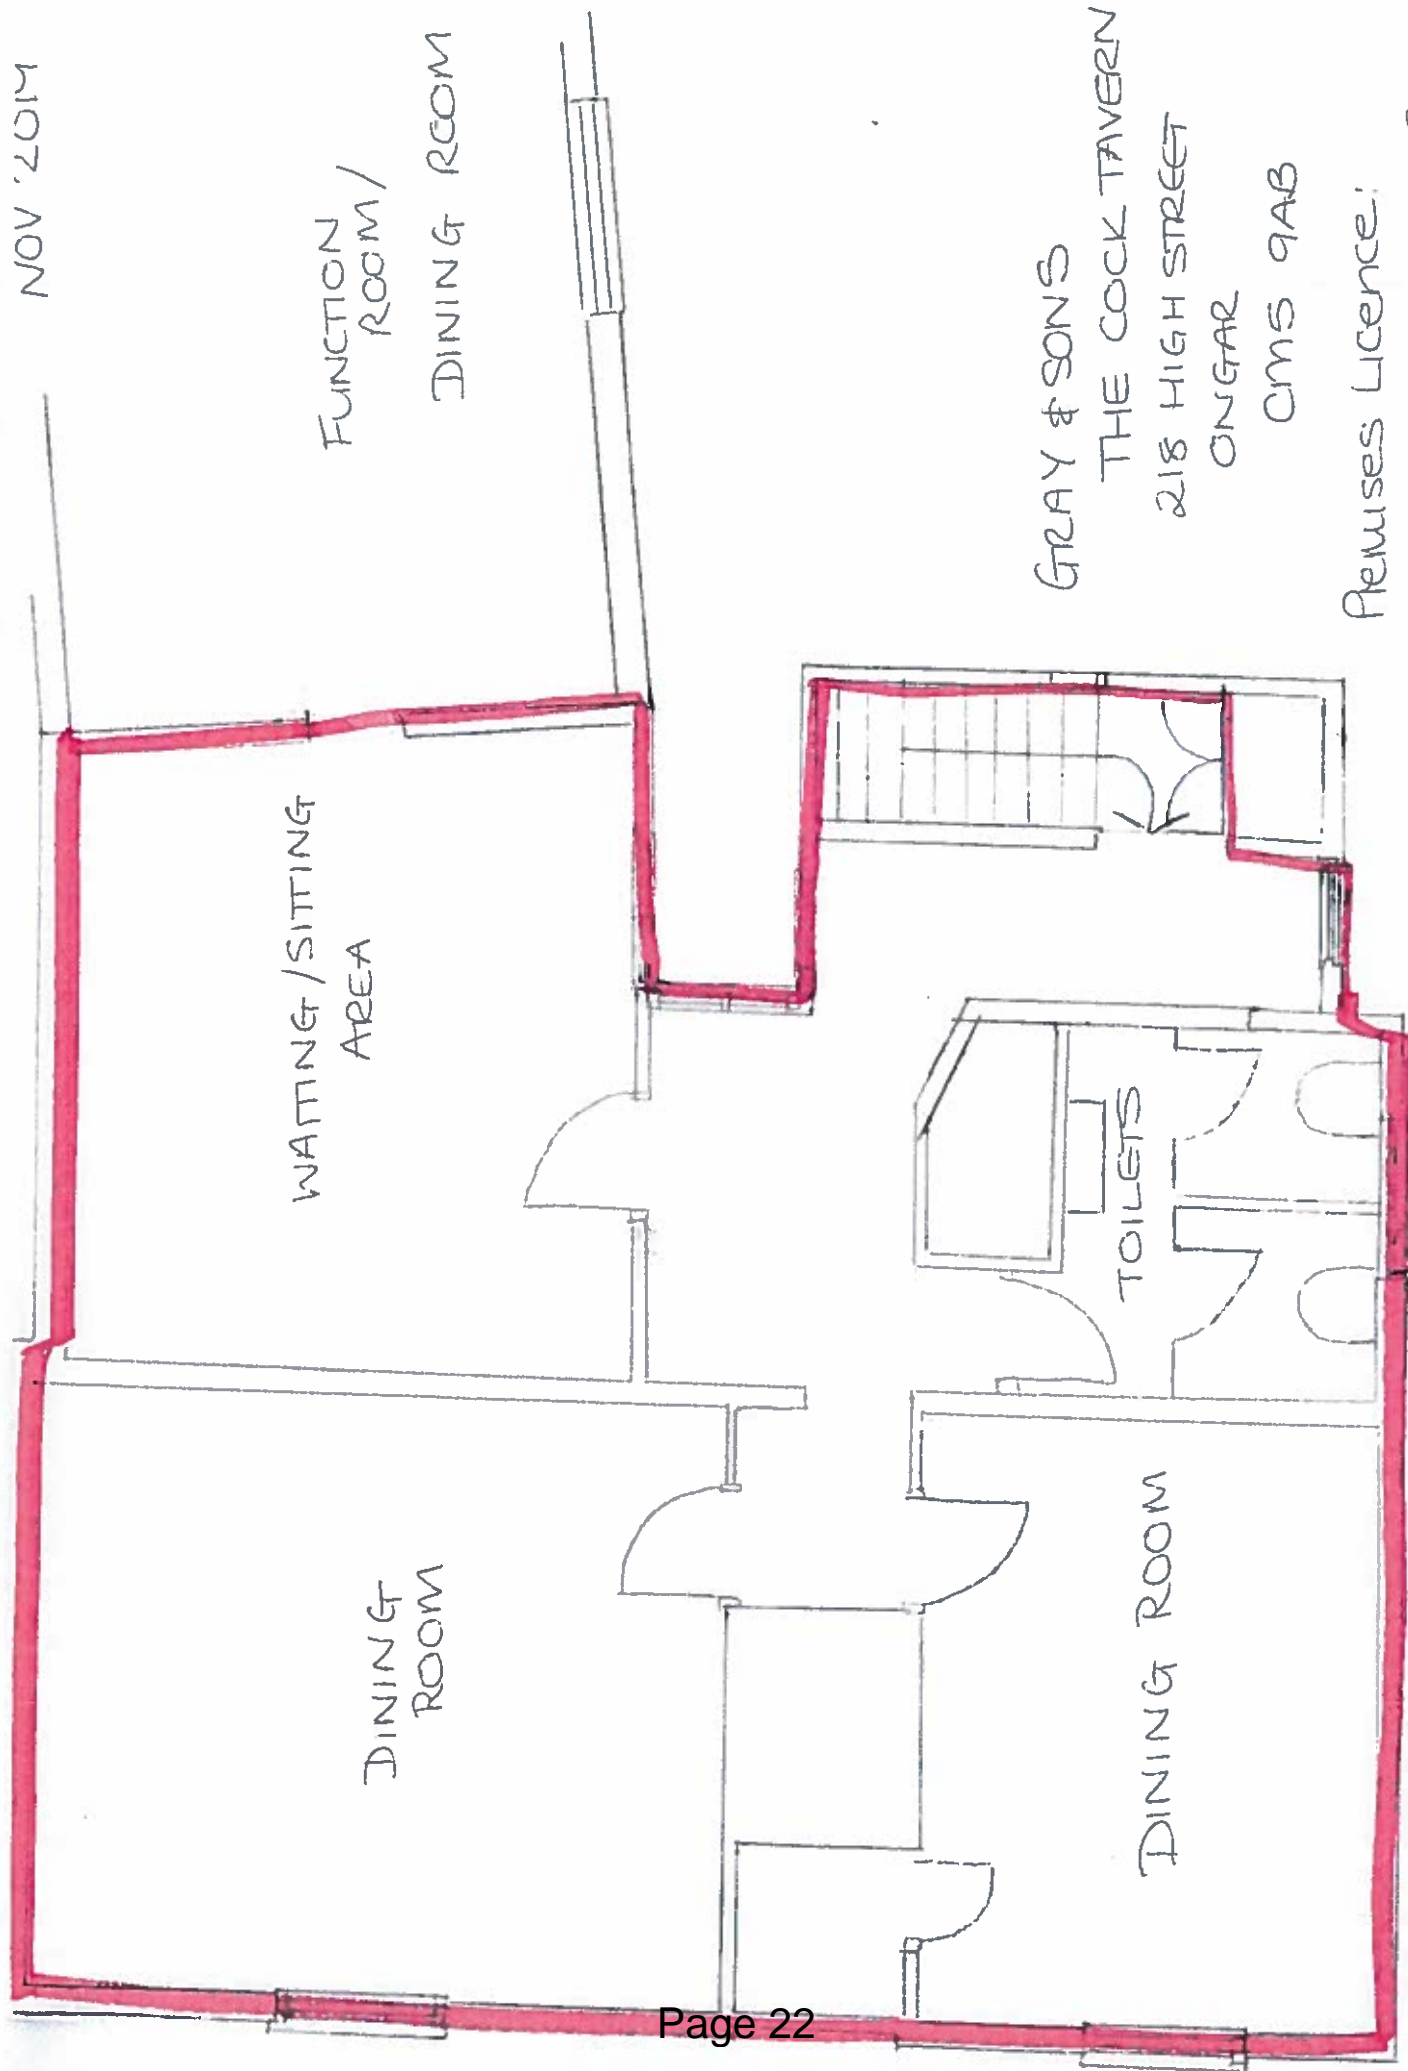 NOV '2014
FUNCTION
ROOM /
DINING ROOM
WAITING/SITTING
AREA
DINING
ROOM
TOILETS
DINING ROOM
GRAY & SONS
THE COCK TAVERN
218 HIGH STREET
ONGAR
CM5 9AB
Premises Licence:
Page 22